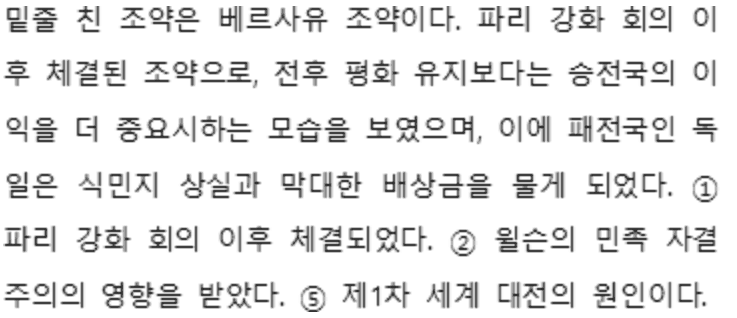 밑줄 친 조약은 베르사유 조약이다. 파리 강화 회의 이
후 체결된 조약으로, 전후 평화 유지보다는 승전국의 이
익을 더 중요시하는 모습을 보였으며, 이에 패전국인 독
일은 식민지 상실과 막대한 배상금을 물게 되었다. ①
파리 강화 회의 이후 체결되었다. ② 윌슨의 민족 자결
주의의 영향을 받았다. ⑤ 제1차 세계 대전의 원인이다.